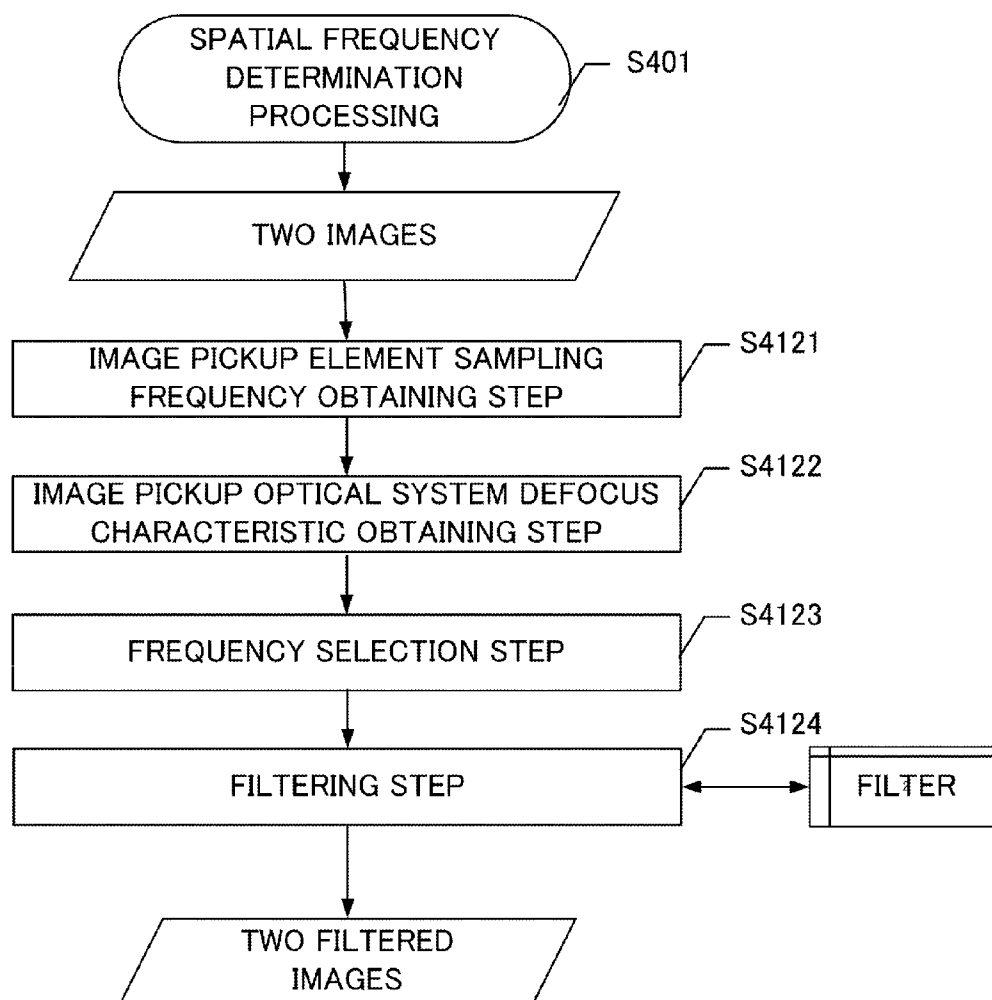 SPATIAL FREQUENCY
DETERMINATION
PROCESSING
S401
TWO IMAGES
S4121
IMAGE PICKUP ELEMENT SAMPLING
FREQUENCY OBTAINING STEP
S4122
IMAGE PICKUP OPTICAL SYSTEM DEFOCUS
CHARACTERISTIC OBTAINING STEP
S4123
FREQUENCY SELECTION STEP
S4124
FILTERING STEP
FILTER
TWO FILTERED
IMAGES